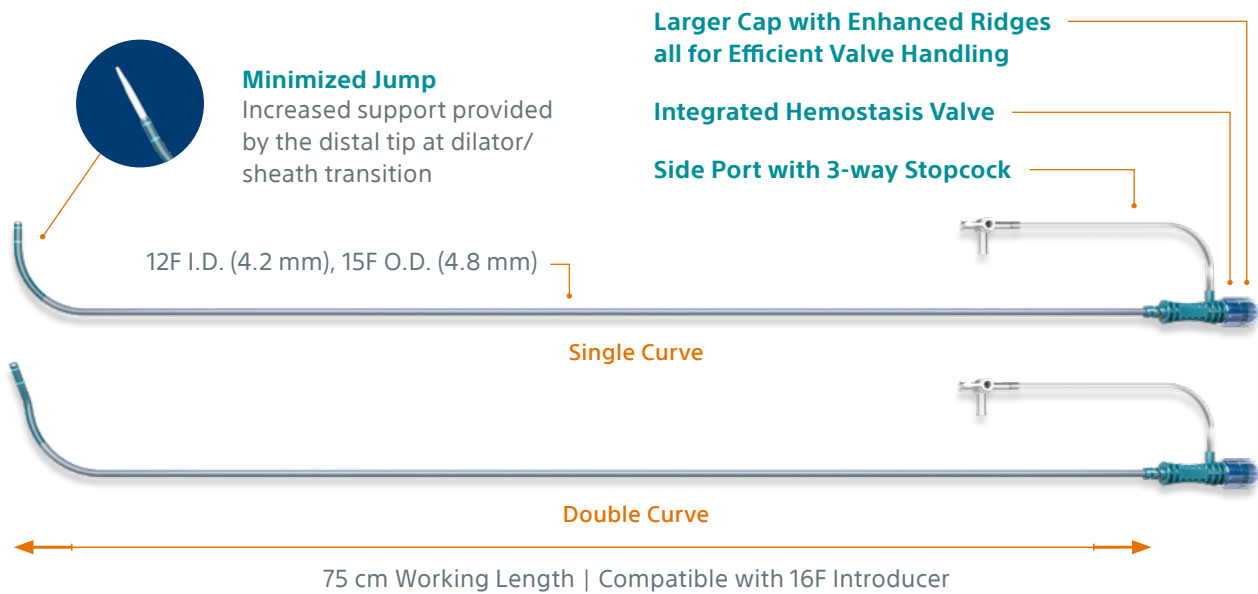 Larger Cap with Enhanced Ridges
all for Efficient Valve Handling
Minimized Jump
Increased support provided
by the distal tip at dilator/
sheath transition
Integrated Hemostasis Valve
Side Port with 3-way Stopcock
12F I.D. (4.2 mm), 15F O.D. (4.8 mm)
Single Curve
Double Curve
75 cm Working Length | Compatible with 16F Introducer